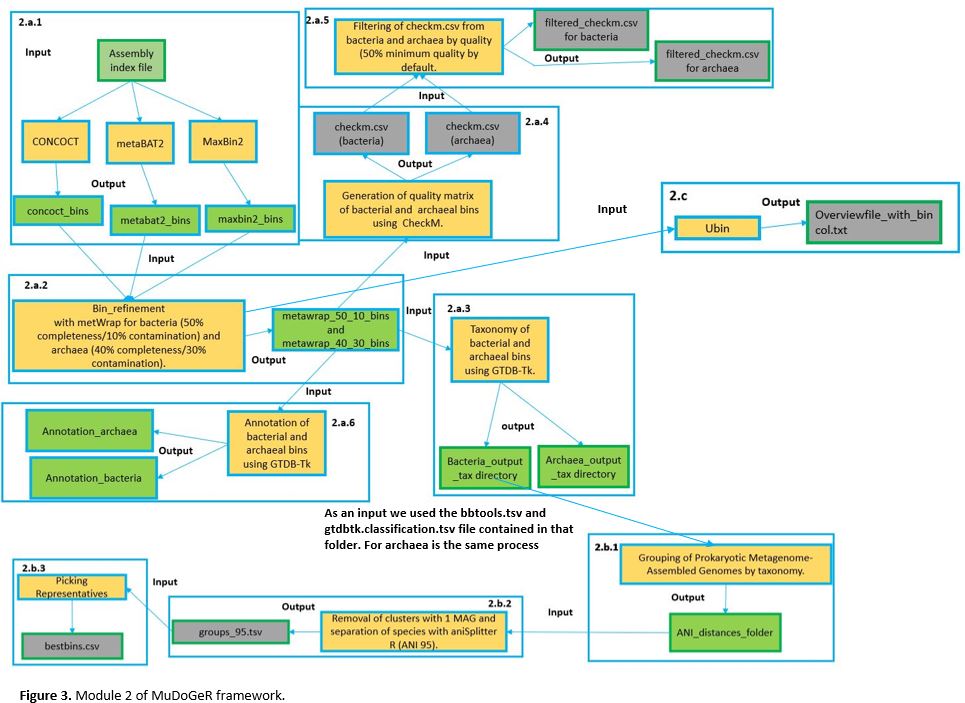 2.a.1
Input
Assembly
index file
CONCOCT
metaBAT2
MaxBin2
Output
concoct_bins
metabat2_bins
maxbin2_bins
Input
2.a.5
Filtering of checkm.csv from
bacteria and archaea by quality
(50% minimum quality by
default.
Output
filtered_checkm.csv
for bacteria
filtered_checkm.csv
for archaea
Input
checkm.csv
(bacteria)
checkm.csv
(archaea)
2.a.4
Output
Generation of quality matrix
of bacterial and archaeal bins
using CheckM.
Input
Input
2.c
Ubin
Output
Overviewfile_with_bin
col.txt
2.a.2
Bin_refinement
with metWrap for bacteria (50%
completeness/10% contamination) and
archaea (40% completeness/30%
contamination).
Output
metawrap_50_10_bins
and
metawrap_40_30_bins
Input
2.a.3
Taxonomy of
bacterial and
archaeal bins
using GTDB-Tk.
output
Bacteria_output
_tax directory
Archaea_output
_tax directory
Input
2.a.6
Annotation of
bacterial and
archaeal bins
using GTDB-Tk
Output
Annotation_archaea
Annotation_bacteria
As an input we used the bbtools.tsv and
gtdbtk.classification.tsv file contained in that
folder. For archaea is the same process
2.b.1
Grouping of Prokaryotic Metagenome-
Assembled Genomes by taxonomy.
Output
ANI_distances_folder
Input
2.b.2
Removal of clusters with 1 MAG and
separation of species with aniSplitter
R (ANI 95).
Output
groups_95.tsv
Input
2.b.3
Picking
Representatives
bestbins.csv
Figure 3. Module 2 of MuDoGeR framework.